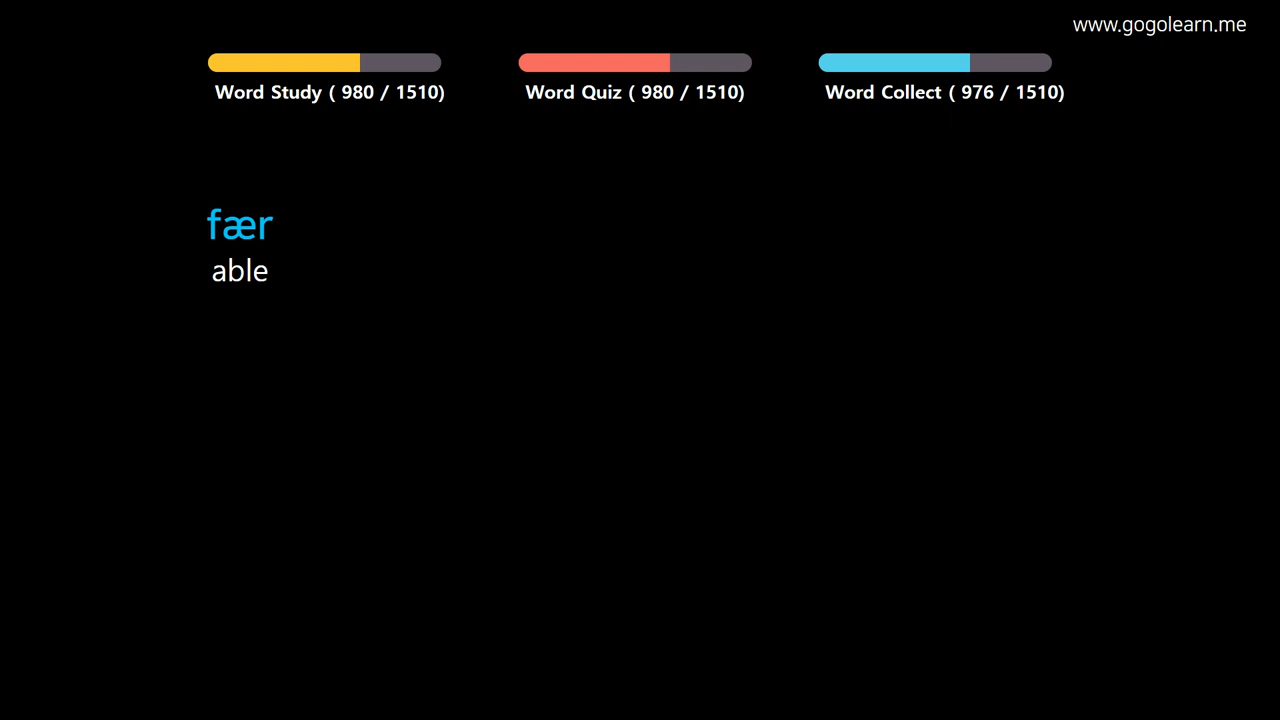 www.gogolearn.me
Word Study ( 980 / 1510)
Word Quiz ( 980 / 1510)
Word Collect ( 976 / 1510)
fær
able